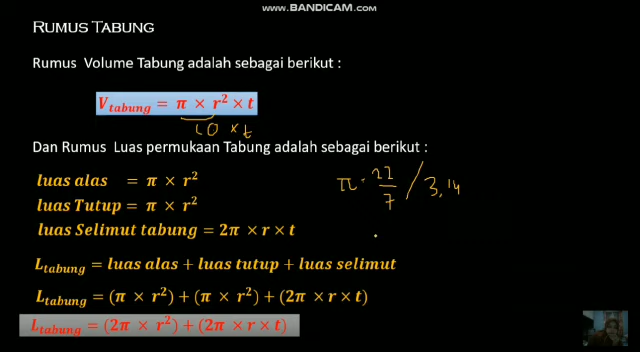 WWW.BANDICAM.COM
RUMUS TABUNG
Rumus Volume Tabung adalah sebagai berikut :
V_tabung = π × r² × t
LO × t
Dan Rumus Luas permukaan Tabung adalah sebagai berikut :
luas alas = π × r²
π = 22/7 / 3,14
luas Tutup = π × r²
luas Selimut tabung = 2π × r × t
L_tabung = luas alas + luas tutup + luas selimut
L_tabung = (π × r²) + (π × r²) + (2π × r × t)
L_tabung = (2π × r²) + (2π × r × t)